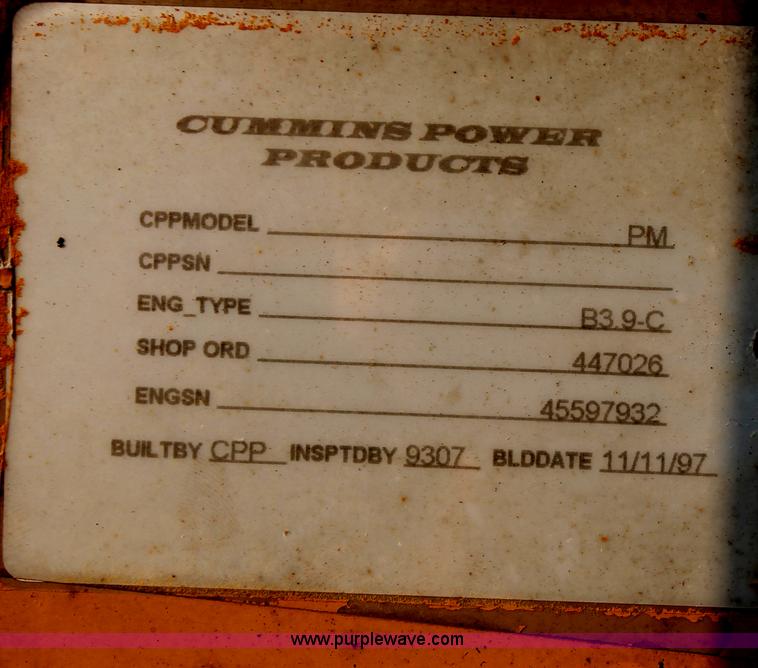 CUMMINS POWER
PRODUCTS
CPPMODEL PM
CPPSN
ENG_TYPE B3.9-C
SHOP ORD 447026
ENGSN 45597932
BUILTBY CPP INSPTDBY 9307 BLDDATE 11/11/97
www.purplewave.com